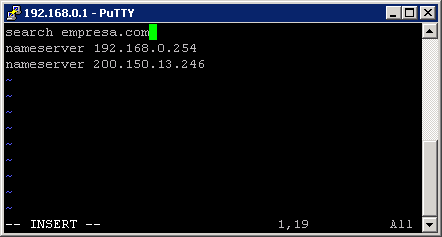 192.168.0.1 - PuTTY
search empresa.com
nameserver 192.168.0.254
nameserver 200.150.13.246
~
~
~
~
~
~
~
~
~
-- INSERT -- 1,19 All